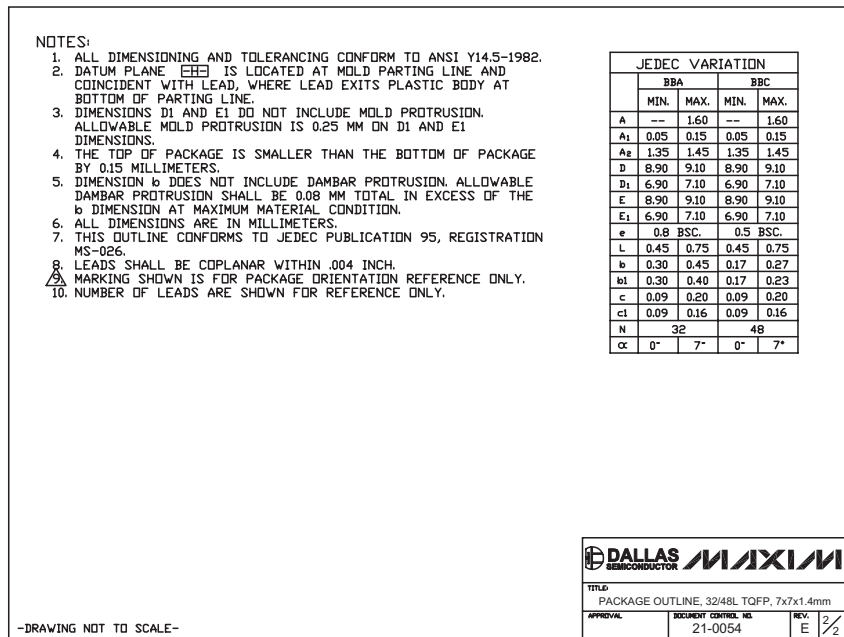 NOTES:
1. ALL DIMENSIONING AND TOLERANCING CONFORM TO ANSI Y14.5-1982.
2. DATUM PLANE -H- IS LOCATED AT MOLD PARTING LINE AND
COINCIDENT WITH LEAD, WHERE LEAD EXITS PLASTIC BODY AT
BOTTOM OF PARTING LINE.
3. DIMENSIONS D1 AND E1 DO NOT INCLUDE MOLD PROTRUSION.
ALLOWABLE MOLD PROTRUSION IS 0.25 MM ON D1 AND E1
DIMENSIONS.
4. THE TOP OF PACKAGE IS SMALLER THAN THE BOTTOM OF PACKAGE
BY 0.15 MILLIMETERS.
5. DIMENSION b DOES NOT INCLUDE DAMBAR PROTRUSION. ALLOWABLE
DAMBAR PROTRUSION SHALL BE 0.08 MM TOTAL IN EXCESS OF THE
b DIMENSION AT MAXIMUM MATERIAL CONDITION.
6. ALL DIMENSIONS ARE IN MILLIMETERS.
7. THIS OUTLINE CONFORMS TO JEDEC PUBLICATION 95, REGISTRATION
MS-026.
8. LEADS SHALL BE COPLANAR WITHIN .004 INCH.
9. MARKING SHOWN IS FOR PACKAGE ORIENTATION REFERENCE ONLY.
10. NUMBER OF LEADS ARE SHOWN FOR REFERENCE ONLY.
JEDEC VARIATION
BBA BBC
MIN. MAX. MIN. MAX.
A -- 1.60 -- 1.60
A1 0.05 0.15 0.05 0.15
A2 1.35 1.45 1.35 1.45
D 8.90 9.10 8.90 9.10
D1 6.90 7.10 6.90 7.10
E 8.90 9.10 8.90 9.10
E1 6.90 7.10 6.90 7.10
e 0.8 BSC. 0.5 BSC.
L 0.45 0.75 0.45 0.75
b 0.30 0.45 0.17 0.27
b1 0.30 0.40 0.17 0.23
c 0.09 0.20 0.09 0.20
c1 0.09 0.16 0.09 0.16
N 32 48
α 0° 7° 0° 7°
DALLAS SEMICONDUCTOR MAXIM
TITLE:
PACKAGE OUTLINE, 32/48L TQFP, 7x7x1.4mm
APPROVAL DOCUMENT CONTROL NO. REV.
21-0054 E 2/2
-DRAWING NOT TO SCALE-